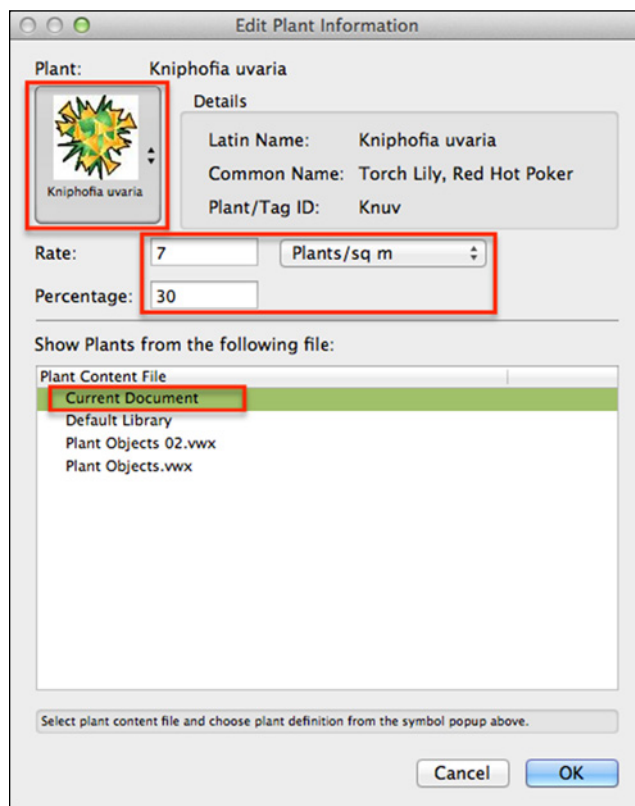 Edit Plant Information
Plant: Kniphofia uvaria
Kniphofia uvaria
Details
Latin Name: Kniphofia uvaria
Common Name: Torch Lily, Red Hot Poker
Plant/Tag ID: Knuv
Rate: 7 Plants/sq m
Percentage: 30
Show Plants from the following file:
Plant Content File
Current Document
Default Library
Plant Objects 02.vwx
Plant Objects.vwx
Select plant content file and choose plant definition from the symbol popup above.
Cancel OK